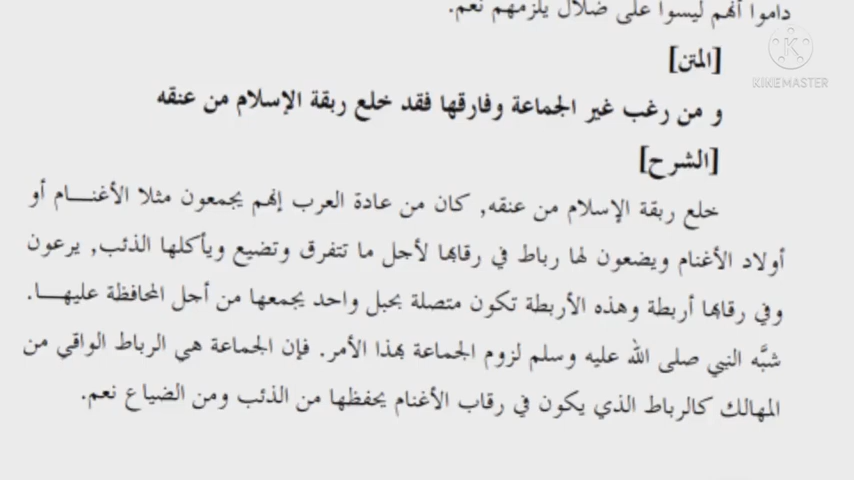 داموا أنهم ليسوا على ضلال يلزمهم نعم.
[المتن]
و من رغب غير الجماعة وفارقها فقد خلع ربقة الإسلام من عنقه
[الشرح]
خلع ربقة الإسلام من عنقه, كان من عادة العرب إنهم يجمعون مثلا الأغنـــام أو
أولاد الأغنام ويضعون لها رباط في رقابها لأجل ما تتفرق وتضيع ويأكلها الذئب, يرعون
وفي رقابها أربطة وهذه الأربطة تكون متصلة بحبل واحد يجمعها من أجل المحافظة عليهـــا.
شبَّه النبي صلى الله عليه وسلم لزوم الجماعة بهذا الأمر. فإن الجماعة هي الرباط الواقي من
المهالك كالرباط الذي يكون في رقاب الأغنام يحفظها من الذئب ومن الضياع نعم.
KINEMASTER